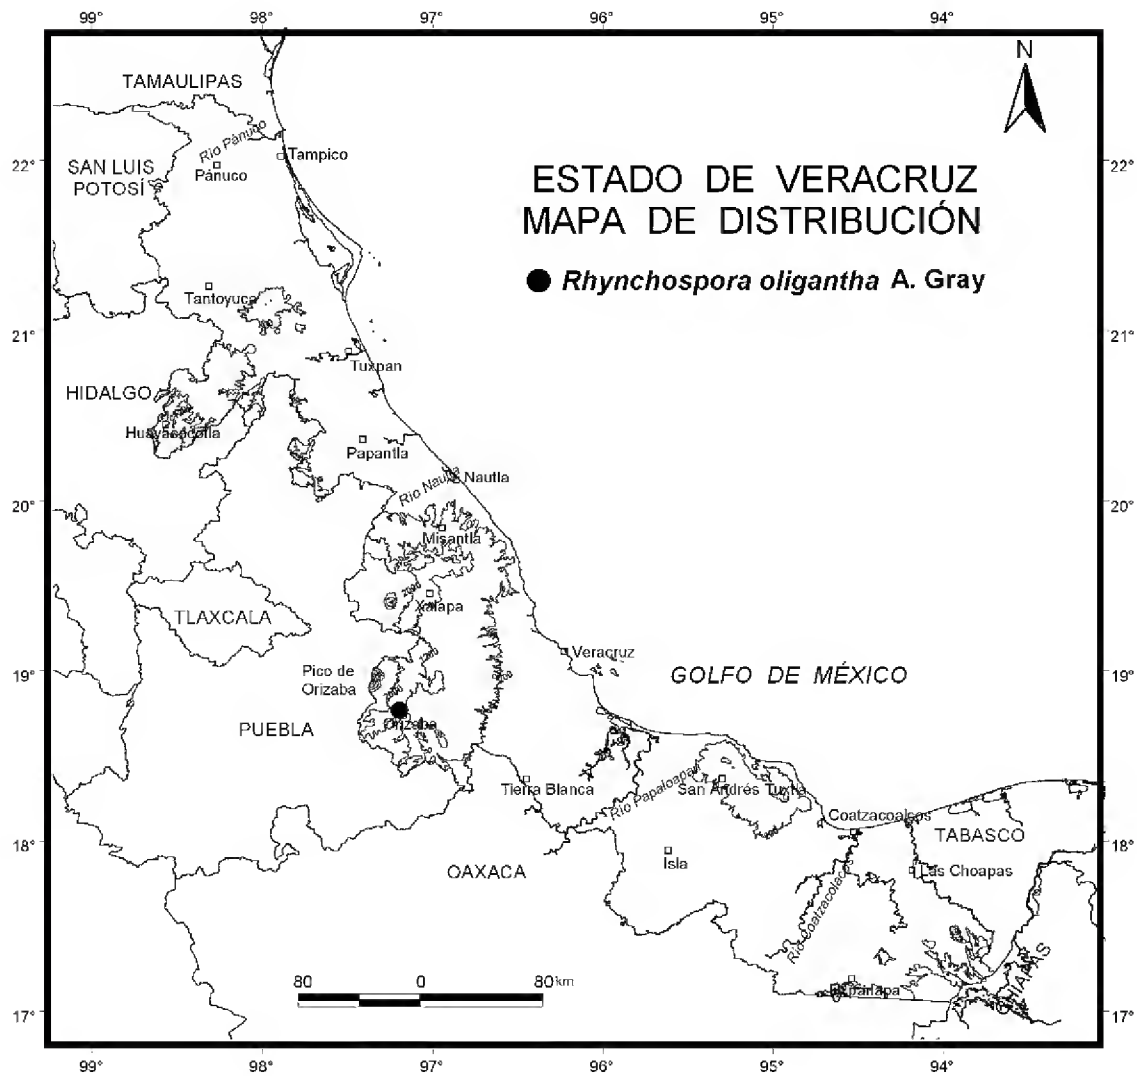 99° 98° 97° 96° 95° 94°
N
TAMAULIPAS
Río Pánuco
22° Tampico 22°
SAN LUIS
POTOSÍ
Pánuco
ESTADO DE VERACRUZ
MAPA DE DISTRIBUCIÓN
Rhynchospora oligantha A. Gray
Tantoyuca
21° 21°
Tuxpan
HIDALGO
Huayacocotla
Papantla
Nautla
Río Nautla
20° 20°
Misantla
2000
Xalapa
TLAXCALA
Veracruz
19° 19°
Pico de
Orizaba
GOLFO DE MÉXICO
Orizaba
PUEBLA
Tierra Blanca
Río Papaloapan
San Andrés Tuxtla
Coatzacoalcos
TABASCO
18° 18°
OAXACA
Isla
Las Choapas
Río Coatzacoalcos
CHIAPAS
80 0 80 km
17° 17°
99° 98° 97° 96° 95° 94°